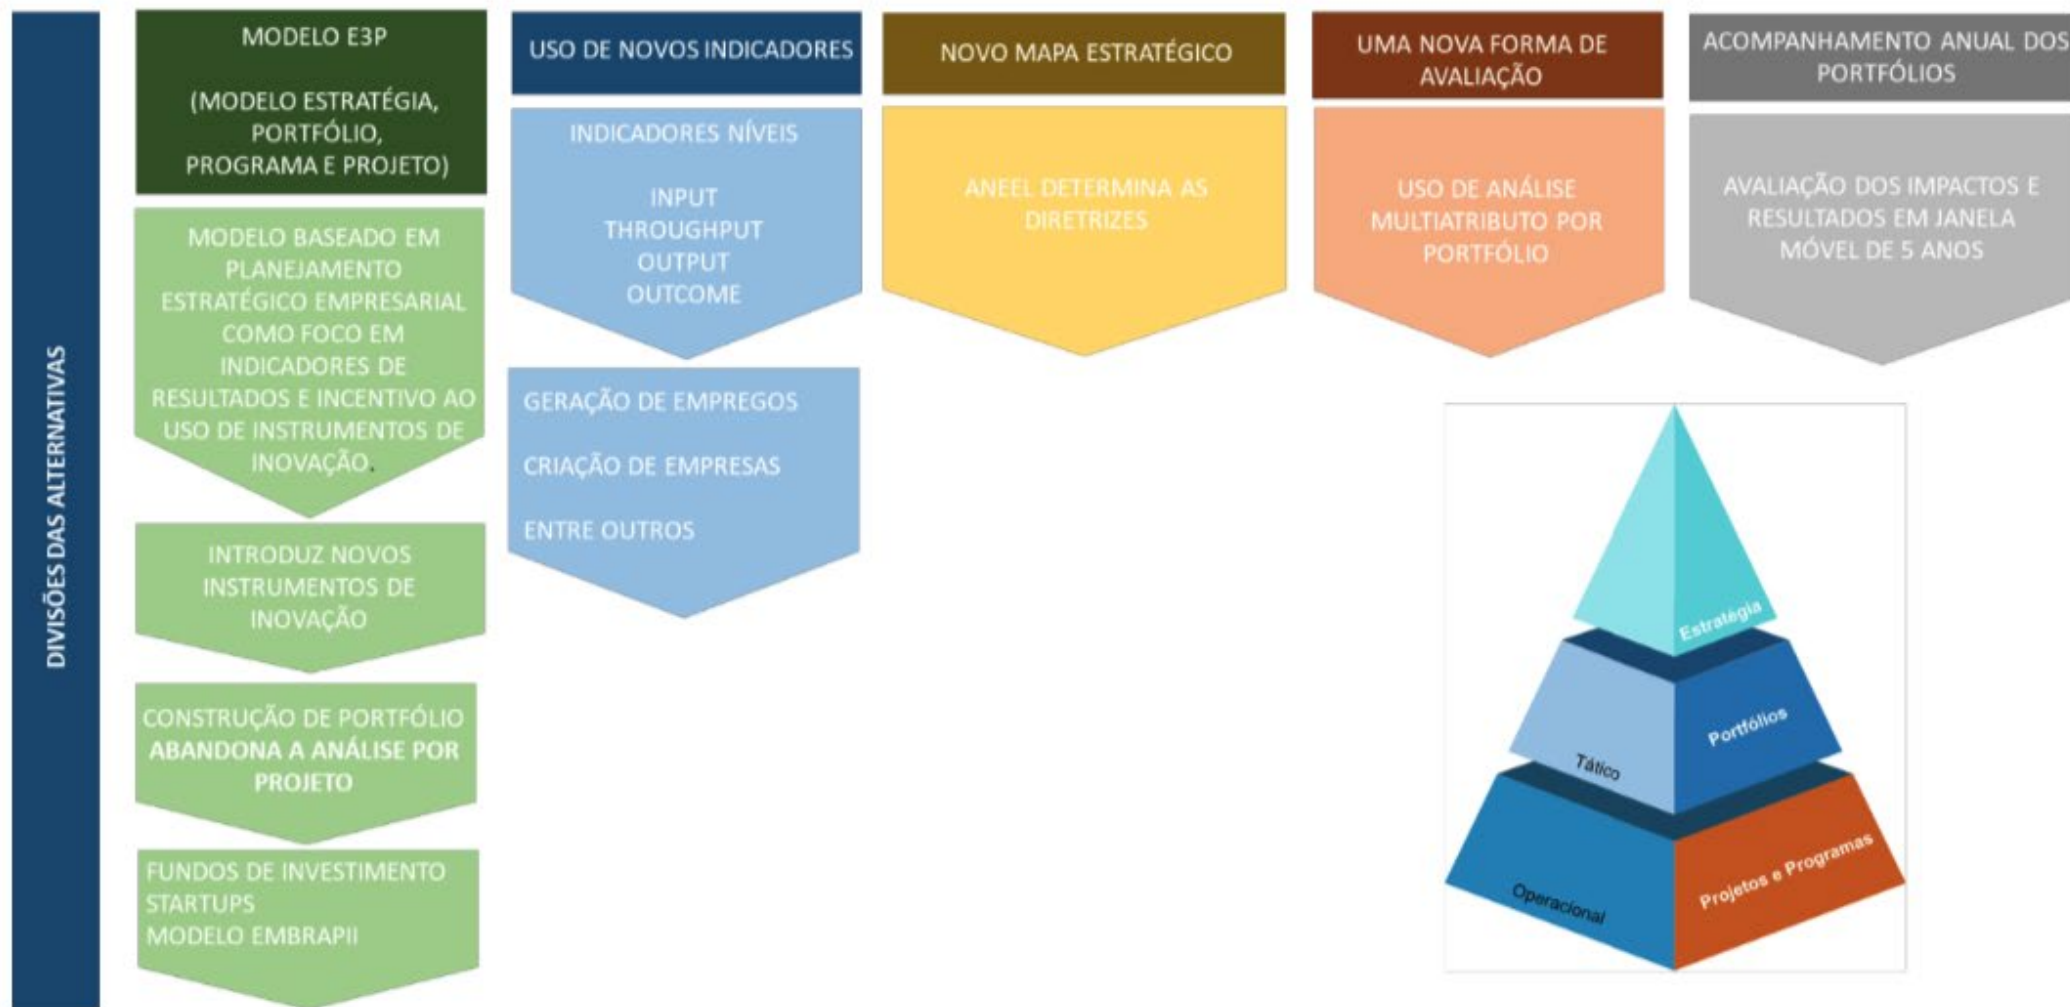 DIVISÕES DAS ALTERNATIVAS
MODELO E3P
(MODELO ESTRATÉGIA,
PORTFÓLIO,
PROGRAMA E PROJETO)
MODELO BASEADO EM
PLANEJAMENTO
ESTRATÉGICO EMPRESARIAL
COMO FOCO EM
INDICADORES DE
RESULTADOS E INCENTIVO AO
USO DE INSTRUMENTOS DE
INOVAÇÃO.
INTRODUZ NOVOS
INSTRUMENTOS DE
INOVAÇÃO
CONSTRUÇÃO DE PORTFÓLIO
ABANDONA A ANÁLISE POR
PROJETO
FUNDOS DE INVESTIMENTO
STARTUPS
MODELO EMBRAPII
USO DE NOVOS INDICADORES
INDICADORES NÍVEIS
INPUT
THROUGHPUT
OUTPUT
OUTCOME
GERAÇÃO DE EMPREGOS
CRIAÇÃO DE EMPRESAS
ENTRE OUTROS
NOVO MAPA ESTRATÉGICO
ANEEL DETERMINA AS
DIRETRIZES
UMA NOVA FORMA DE
AVALIAÇÃO
USO DE ANÁLISE
MULTIATRIBUTO POR
PORTFÓLIO
ACOMPANHAMENTO ANUAL DOS
PORTFÓLIOS
AVALIAÇÃO DOS IMPACTOS E
RESULTADOS EM JANELA
MÓVEL DE 5 ANOS
Estratégia
Tático
Portfólios
Operacional
Projetos e Programas